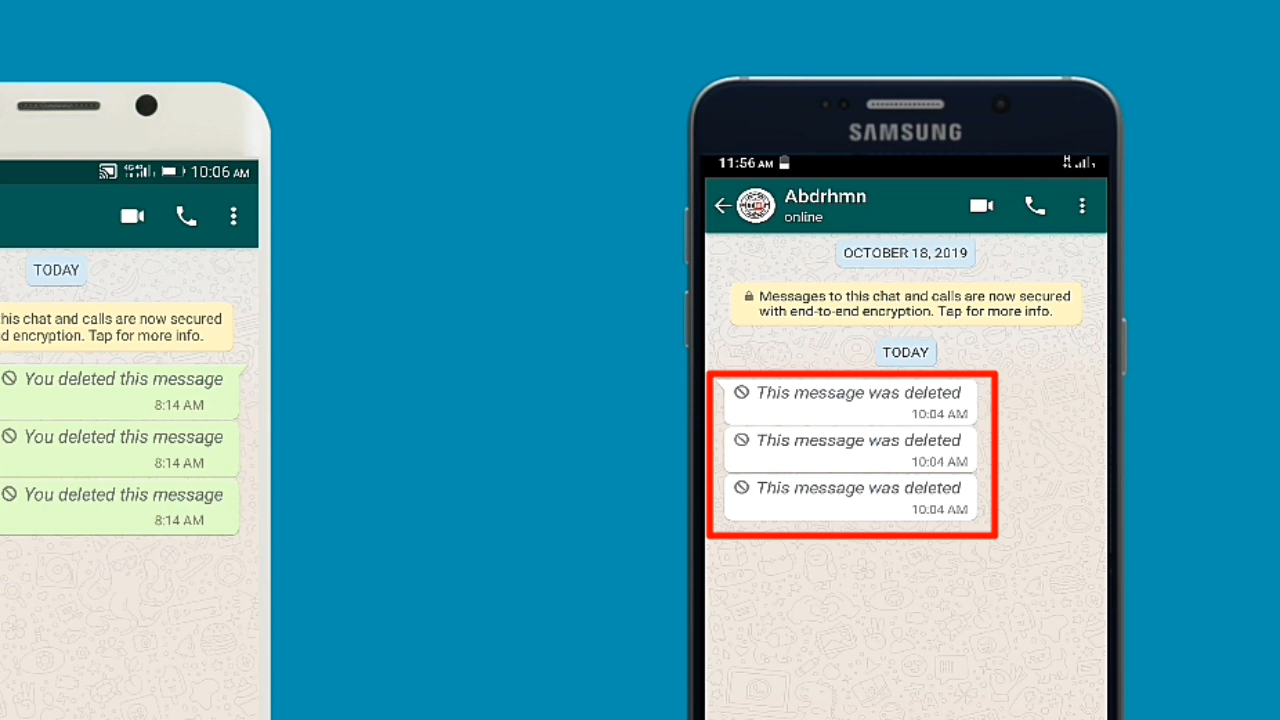 10:06 AM
TODAY
his chat and calls are now secured
d encryption. Tap for more info.
You deleted this message
8:14 AM
You deleted this message
8:14 AM
You deleted this message
8:14 AM
SAMSUNG
11:56 AM
H
Abdrhmn
online
OCTOBER 18, 2019
Messages to this chat and calls are now secured
with end-to-end encryption. Tap for more info.
TODAY
This message was deleted
10:04 AM
This message was deleted
10:04 AM
This message was deleted
10:04 AM